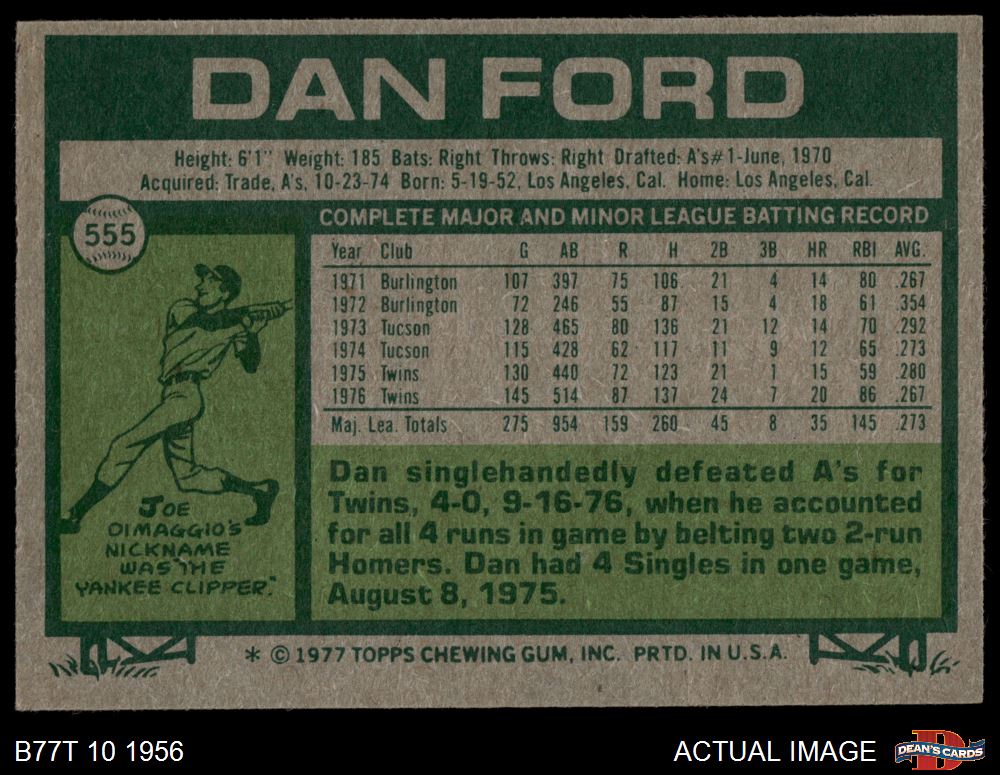 DAN FORD
Height: 6'1" Weight: 185 Bats: Right Throws: Right Drafted: A's#1-June, 1970
Acquired: Trade, A's, 10-23-74 Born: 5-19-52, Los Angeles, Cal. Home: Los Angeles, Cal.
555
COMPLETE MAJOR AND MINOR LEAGUE BATTING RECORD
Year Club G AB R H 2B 3B HR RBI AVG.
1971 Burlington 107 397 75 106 21 4 14 80 .267
1972 Burlington 72 246 55 87 15 4 18 61 .354
1973 Tucson 128 465 80 136 21 12 14 70 .292
1974 Tucson 115 428 62 117 11 9 12 65 .273
1975 Twins 130 440 72 123 21 1 15 59 .280
1976 Twins 145 514 87 137 24 7 20 86 .267
Maj. Lea. Totals 275 954 159 260 45 8 35 145 .273
JOE
DIMAGGIO'S
NICKNAME
WAS "THE
YANKEE CLIPPER."
Dan singlehandedly defeated A's for
Twins, 4-0, 9-16-76, when he accounted
for all 4 runs in game by belting two 2-run
Homers. Dan had 4 Singles in one game,
August 8, 1975.
* © 1977 TOPPS CHEWING GUM, INC. PRTD. IN U.S.A.
B77T 10 1956
ACTUAL IMAGE
D
DEAN'S CARDS